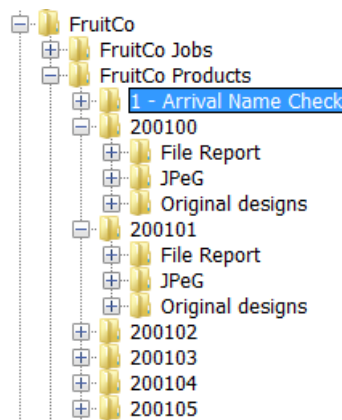 FruitCo
FruitCo Jobs
FruitCo Products
1 - Arrival Name Check
200100
File Report
JPeG
Original designs
200101
File Report
JPeG
Original designs
200102
200103
200104
200105